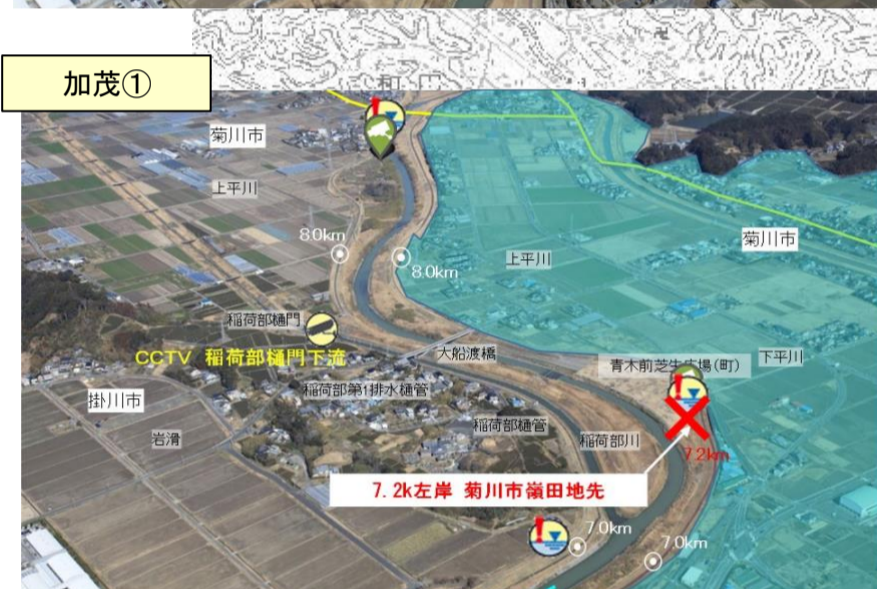 加茂①
和田
菊川市
上平川
8.0km
8.0km
上平川
菊川市
稲荷部樋門
CCTV 稲荷部樋門下流
大船渡橋
青木前芝生広場(町)
下平川
稲荷部第1排水樋管
掛川市
稲荷部樋管
岩滑
稲荷部川
7.2km
7.2k左岸 菊川市嶺田地先
7.0km
7.0km